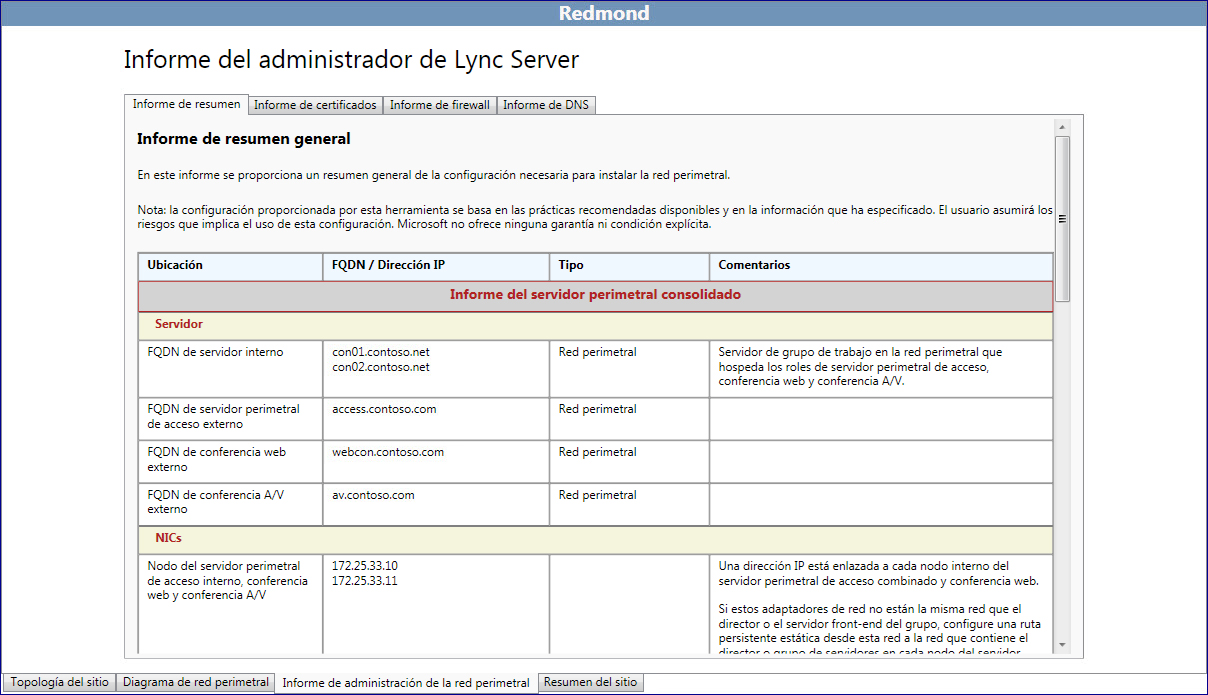 Redmond
Informe del administrador de Lync Server
Informe de resumen
Informe de certificados
Informe de firewall
Informe de DNS
Informe de resumen general
En este informe se proporciona un resumen general de la configuración necesaria para instalar la red perimetral.
Nota: la configuración proporcionada por esta herramienta se basa en las prácticas recomendadas disponibles y en la información que ha especificado. El usuario asumirá los
riesgos que implica el uso de esta configuración. Microsoft no ofrece ninguna garantía ni condición explícita.
Ubicación
FQDN / Dirección IP
Tipo
Comentarios
Informe del servidor perimetral consolidado
Servidor
FQDN de servidor interno
con01.contoso.net
con02.contoso.net
Red perimetral
Servidor de grupo de trabajo en la red perimetral que
hospeda los roles de servidor perimetral de acceso,
conferencia web y conferencia A/V.
FQDN de servidor perimetral
de acceso externo
access.contoso.com
Red perimetral
FQDN de conferencia web
externo
webcon.contoso.com
Red perimetral
FQDN de conferencia A/V
externo
av.contoso.com
Red perimetral
NICs
Nodo del servidor perimetral
de acceso interno, conferencia
web y conferencia A/V
172.25.33.10
172.25.33.11
Una dirección IP está enlazada a cada nodo interno del
servidor perimetral de acceso combinado y conferencia web.
Si estos adaptadores de red no están la misma red que el
director o el servidor front-end del grupo, configure una ruta
persistente estática desde esta red a la red que contiene el
director o grupo de servidores en cada nodo del servidor
Topología del sitio
Diagrama de red perimetral
Informe de administración de la red perimetral
Resumen del sitio